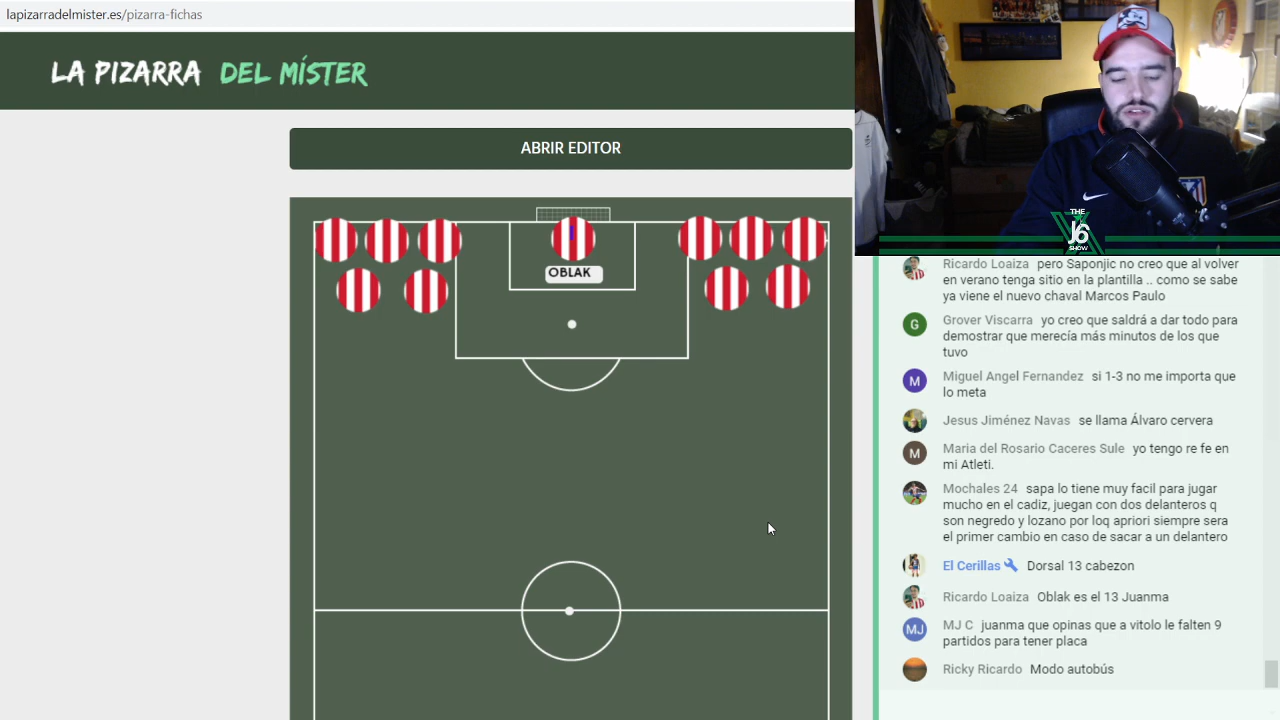 lapizarradelmister.es/pizarra-fichas
LA PIZARRA DEL MÍSTER
ABRIR EDITOR
OBLAK
THE
J6
SHOW
Ricardo Loaiza pero Saponjic no creo que al volver
en verano tenga sitio en la plantilla .. como se sabe
ya viene el nuevo chaval Marcos Paulo
G
Grover Viscarra yo creo que saldrá a dar todo para
demostrar que merecía más minutos de los que
tuvo
M
Miguel Angel Fernandez si 1-3 no me importa que
lo meta
Jesus Jiménez Navas se llama Álvaro cervera
M
Maria del Rosario Caceres Sule yo tengo re fe en
mi Atleti.
Mochales 24 sapa lo tiene muy facil para jugar
mucho en el cadiz, juegan con dos delanteros q
son negredo y lozano por loq apriori siempre sera
el primer cambio en caso de sacar a un delantero
El Cerillas Dorsal 13 cabezon
Ricardo Loaiza Oblak es el 13 Juanma
MJ
MJ C juanma que opinas que a vitolo le falten 9
partidos para tener placa
Ricky Ricardo Modo autobús